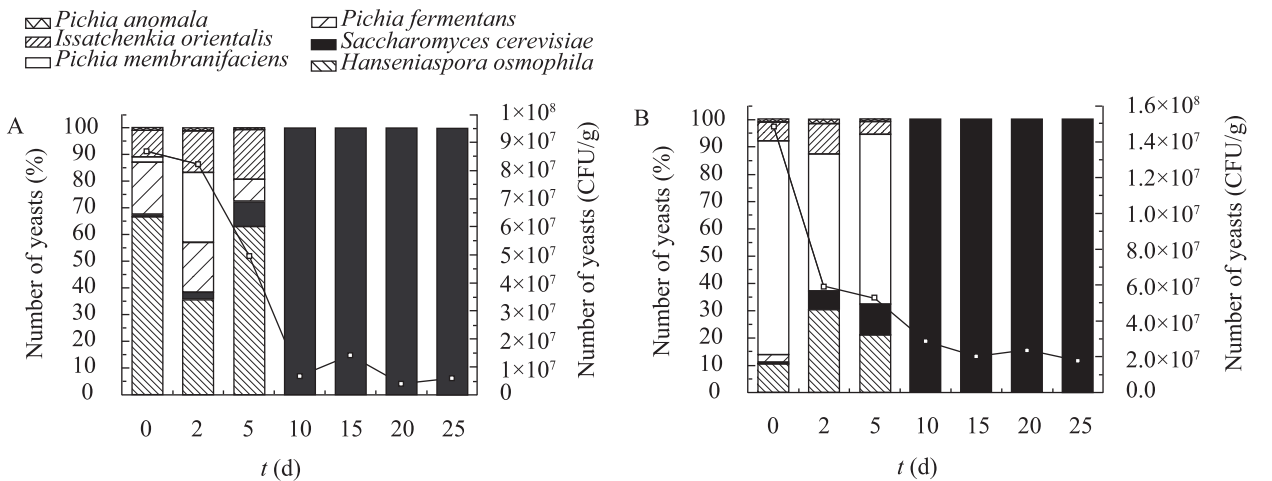 Pichia anomala
Issatchenkia orientalis
Pichia membranifaciens
Pichia fermentans
Saccharomyces cerevisiae
Hanseniaspora osmophila
A
Number of yeasts (%)
100
90
80
70
60
50
40
30
20
10
0
0 2 5 10 15 20 25
t (d)
1×10⁸
9×10⁷
8×10⁷
7×10⁷
6×10⁷
5×10⁷
4×10⁷
3×10⁷
2×10⁷
1×10⁷
0
Number of yeasts (CFU/g)
B
Number of yeasts (%)
100
90
80
70
60
50
40
30
20
10
0
0 2 5 10 15 20 25
t (d)
1.6×10⁸
1.4×10⁷
1.2×10⁷
1.0×10⁷
8.0×10⁷
6.0×10⁷
4.0×10⁷
2.0×10⁷
0.0
Number of yeasts (CFU/g)